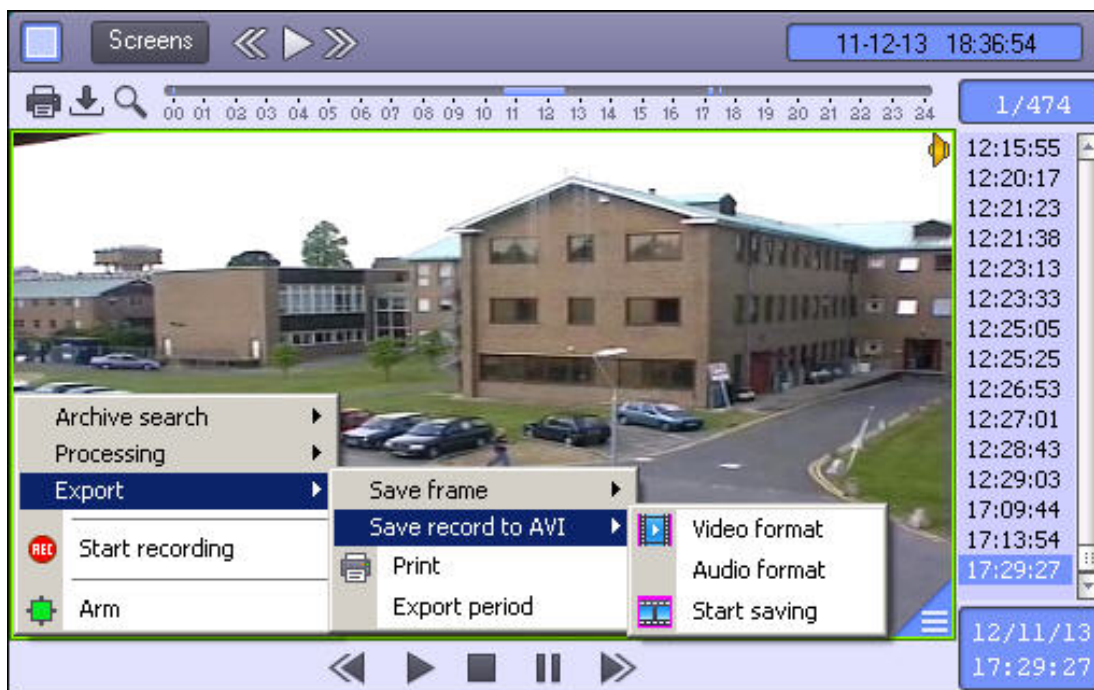 Screens
11-12-13 18:36:54
00 01 02 03 04 05 06 07 08 09 10 11 12 13 14 15 16 17 18 19 20 21 22 23 24
1/474
12:15:55
12:20:17
12:21:23
12:21:38
12:23:13
12:23:33
12:25:05
12:25:25
12:26:53
12:27:01
12:28:43
12:29:03
17:09:44
17:13:54
17:29:27
Archive search
Processing
Export
REC Start recording
Arm
Save frame
Save record to AVI
Print
Export period
Video format
Audio format
Start saving
12/11/13
17:29:27